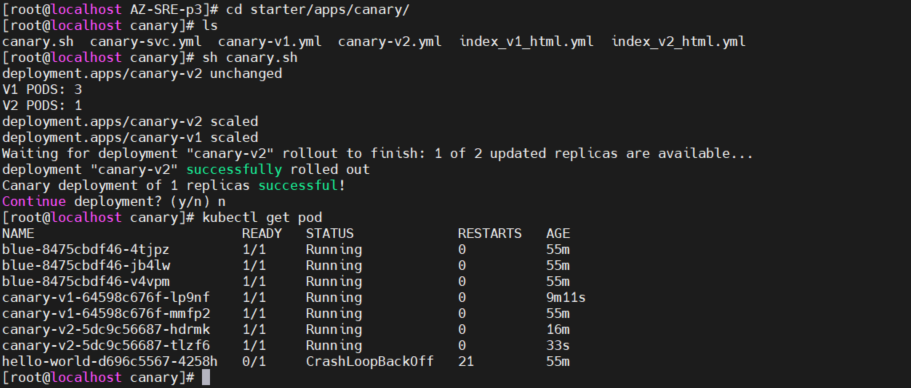 [root@localhost AZ-SRE-p3]# cd starter/apps/canary/
[root@localhost canary]# ls
canary.sh  canary-svc.yml  canary-v1.yml  canary-v2.yml  index_v1_html.yml  index_v2_html.yml
[root@localhost canary]# sh canary.sh
deployment.apps/canary-v2 unchanged
V1 PODS: 3
V2 PODS: 1
deployment.apps/canary-v2 scaled
deployment.apps/canary-v1 scaled
Waiting for deployment "canary-v2" rollout to finish: 1 of 2 updated replicas are available...
deployment "canary-v2" successfully rolled out
Canary deployment of 1 replicas successful!
Continue deployment? (y/n) n
[root@localhost canary]# kubectl get pod
NAME                          READY   STATUS             RESTARTS   AGE
blue-8475cbdf46-4tjpz         1/1     Running            0          55m
blue-8475cbdf46-jb4lw         1/1     Running            0          55m
blue-8475cbdf46-v4vpm         1/1     Running            0          55m
canary-v1-64598c676f-lp9nf    1/1     Running            0          9m11s
canary-v1-64598c676f-mmfp2    1/1     Running            0          55m
canary-v2-5dc9c56687-hdrmk    1/1     Running            0          16m
canary-v2-5dc9c56687-tlzf6    1/1     Running            0          33s
hello-world-d696c5567-4258h   0/1     CrashLoopBackOff   21         55m
[root@localhost canary]#